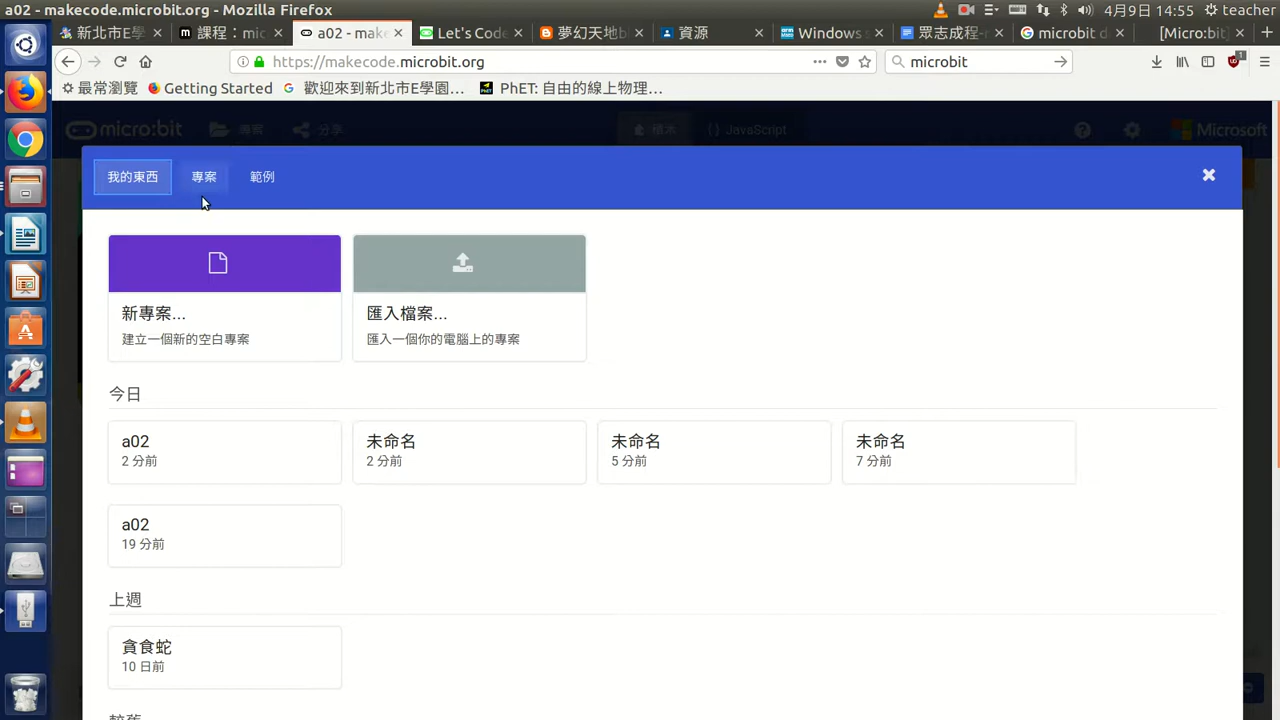 a02 - makecode.microbit.org - Mozilla Firefox
4月9日 14:55 teacher
新北市E學
課程：mic
a02 - make
Let's Code
夢幻天地b
資源
Windows
眾志成程-
microbit d
[Micro:bit]
https://makecode.microbit.org
microbit
1
最常瀏覽
Getting Started
歡迎來到新北市E學園…
PhET: 自由的線上物理…
micro:bit
專案
分享
積木
{} JavaScript
Microsoft
我的東西
專案
範例
新專案...
建立一個新的空白專案
匯入檔案...
匯入一個你的電腦上的專案
今日
a02
2 分前
未命名
2 分前
未命名
5 分前
未命名
7 分前
a02
19 分前
上週
貪食蛇
10 日前